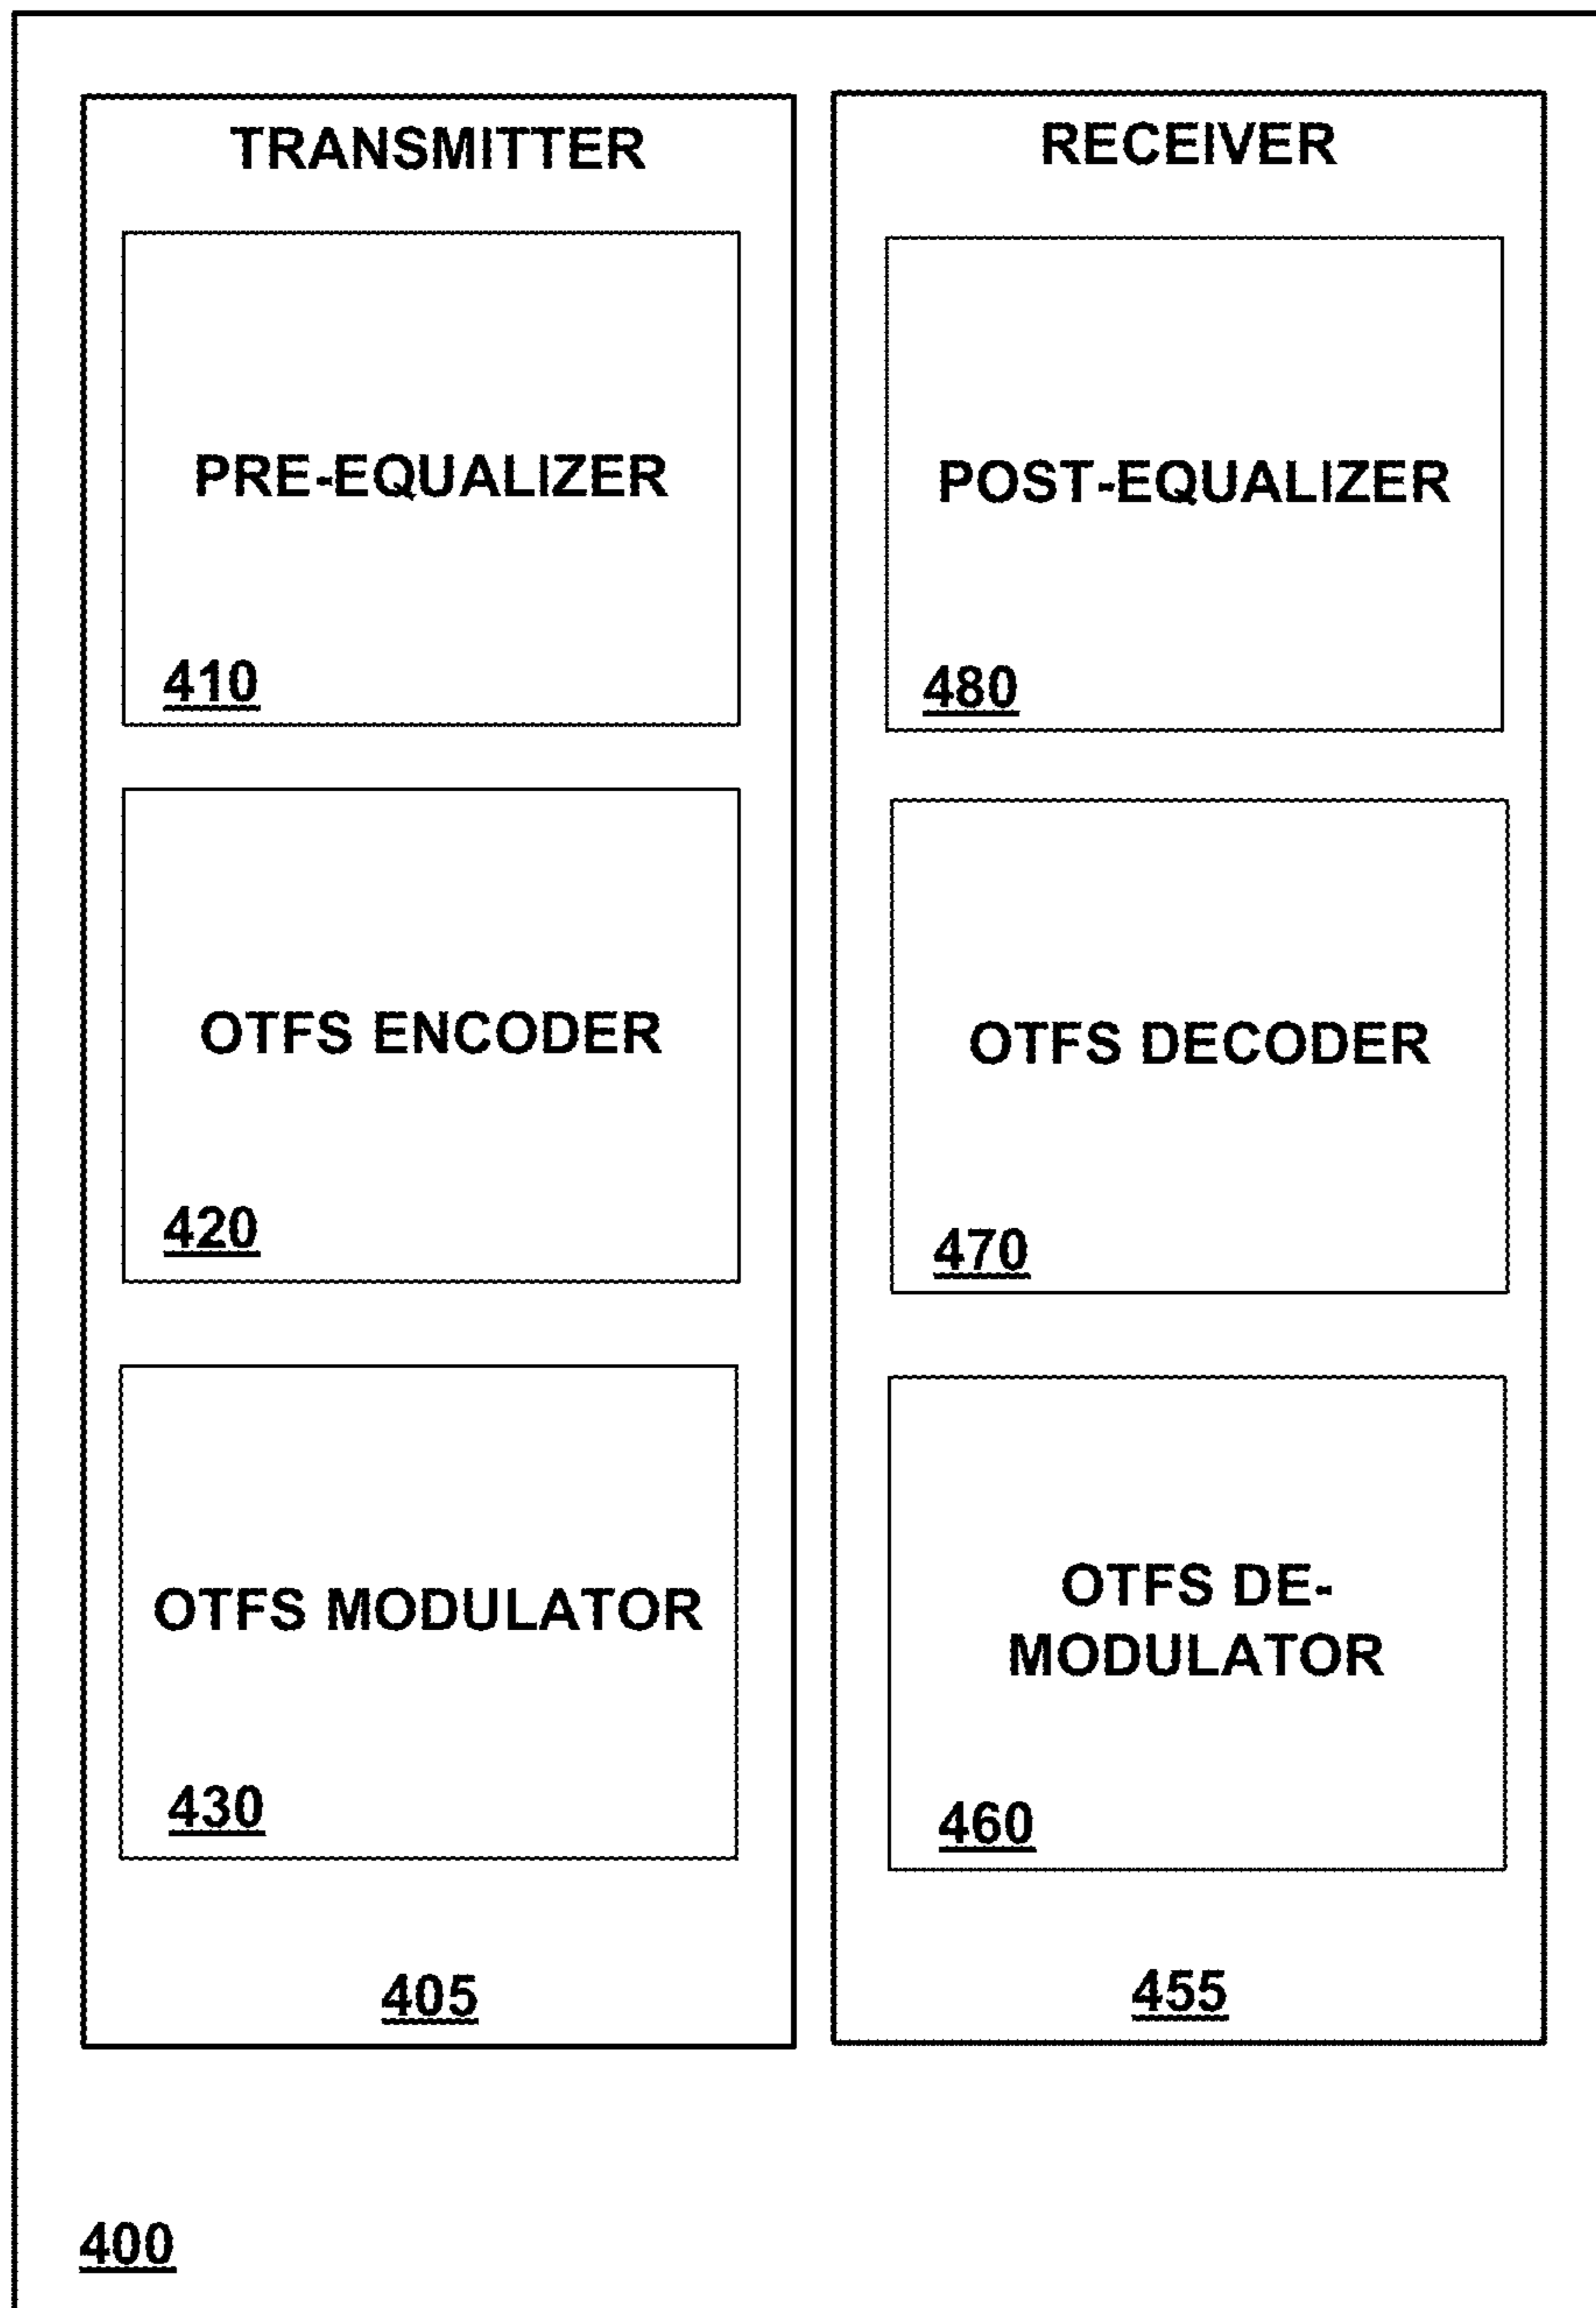 TRANSMITTER
PRE-EQUALIZER
410
OTFS ENCODER
420
OTFS MODULATOR
430
405
RECEIVER
POST-EQUALIZER
480
OTFS DECODER
470
OTFS DE-
MODULATOR
460
455
400